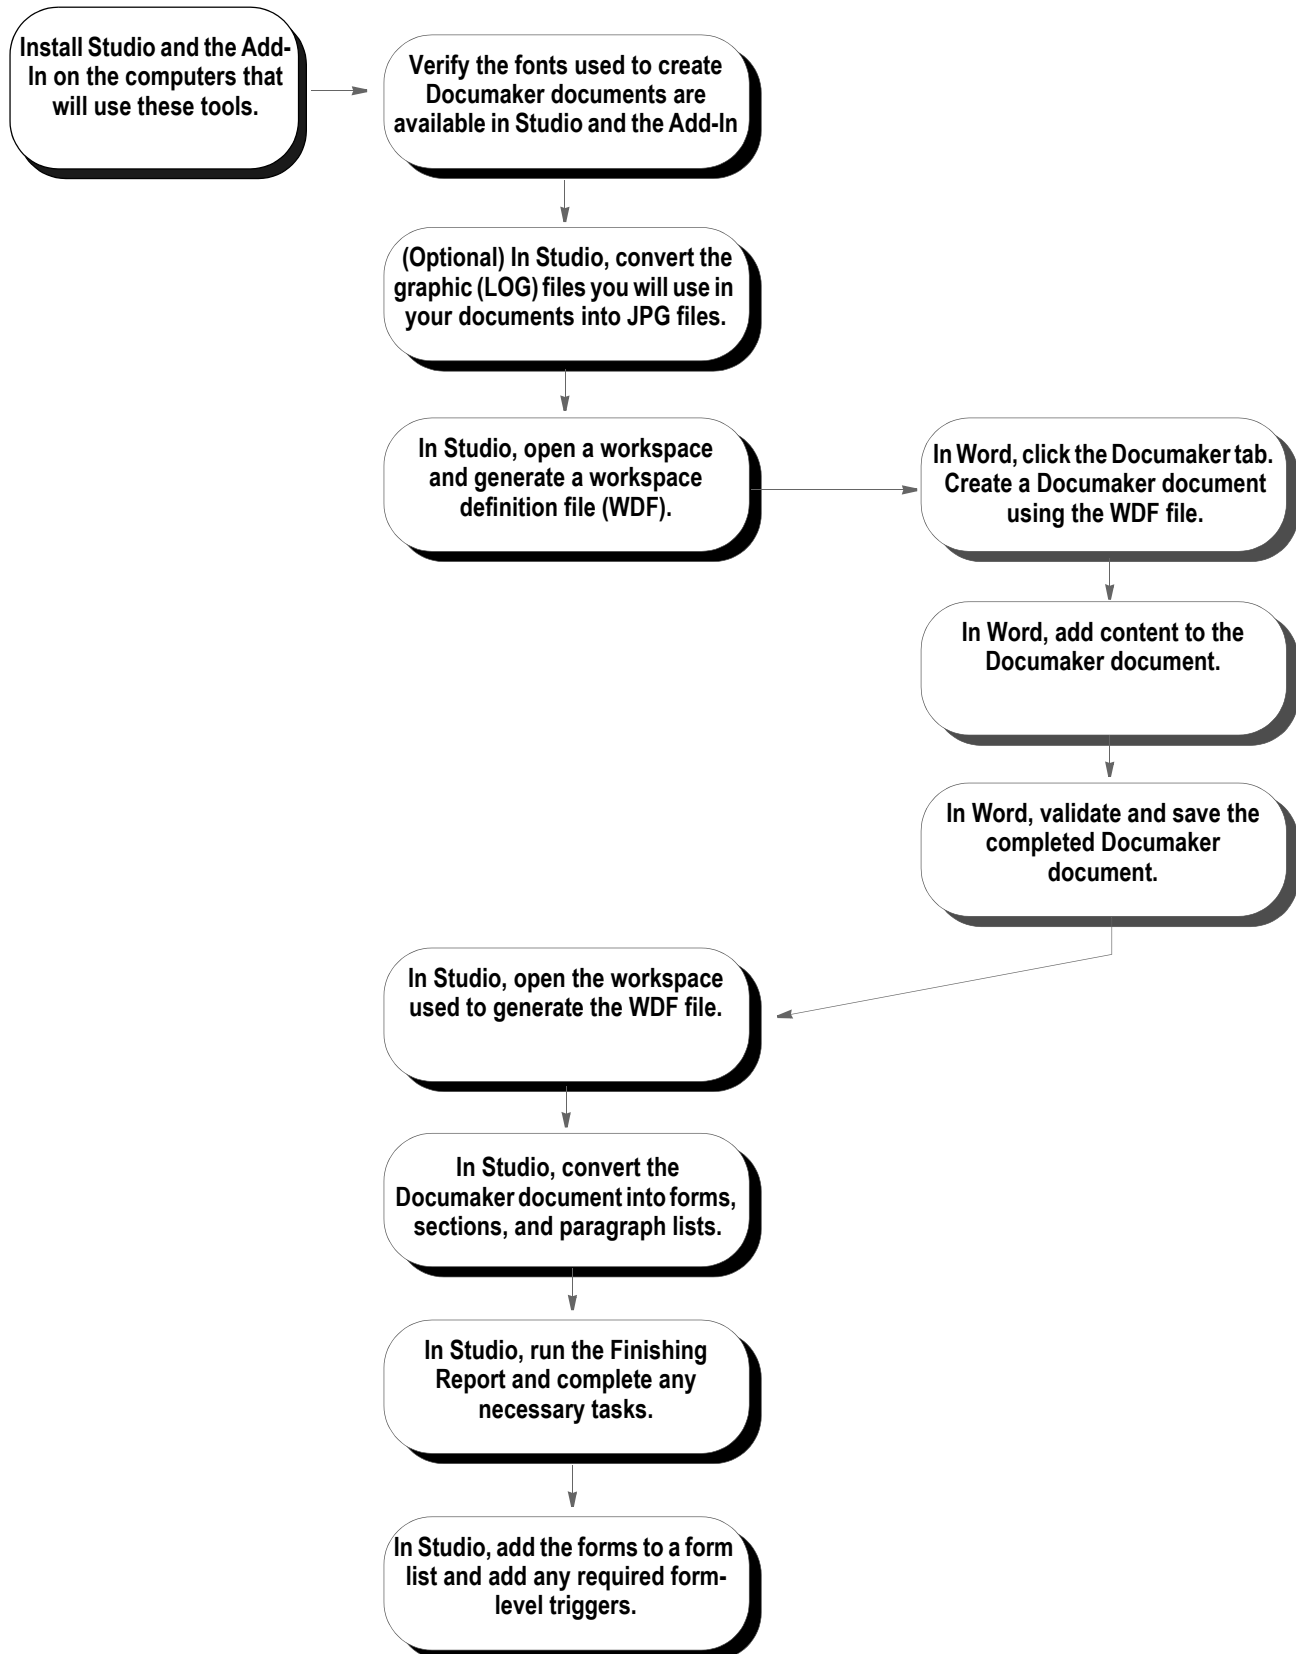 Install Studio and the Add-
In on the computers that
will use these tools.
Verify the fonts used to create
Documaker documents are
available in Studio and the Add-In
(Optional) In Studio, convert the
graphic (LOG) files you will use in
your documents into JPG files.
In Studio, open a workspace
and generate a workspace
definition file (WDF).
In Word, click the Documaker tab.
Create a Documaker document
using the WDF file.
In Word, add content to the
Documaker document.
In Word, validate and save the
completed Documaker
document.
In Studio, open the workspace
used to generate the WDF file.
In Studio, convert the
Documaker document into forms,
sections, and paragraph lists.
In Studio, run the Finishing
Report and complete any
necessary tasks.
In Studio, add the forms to a form
list and add any required form-
level triggers.